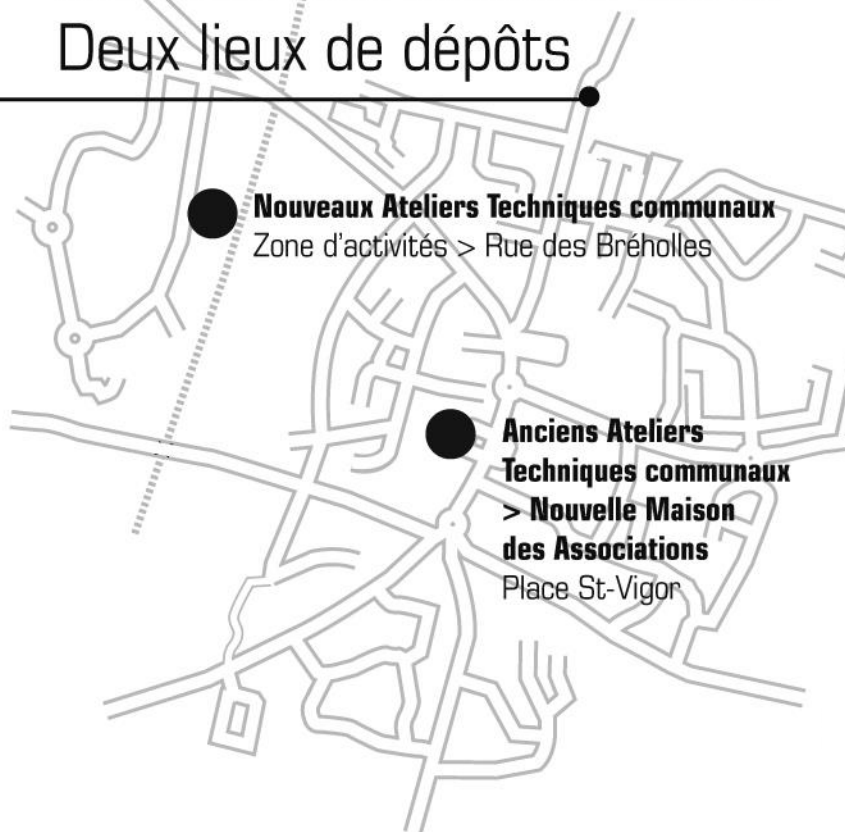 Deux lieux de dépôts
Nouveaux Ateliers Techniques communaux
Zone d'activités > Rue des Bréholles
Anciens Ateliers
Techniques communaux
> Nouvelle Maison
des Associations
Place St-Vigor